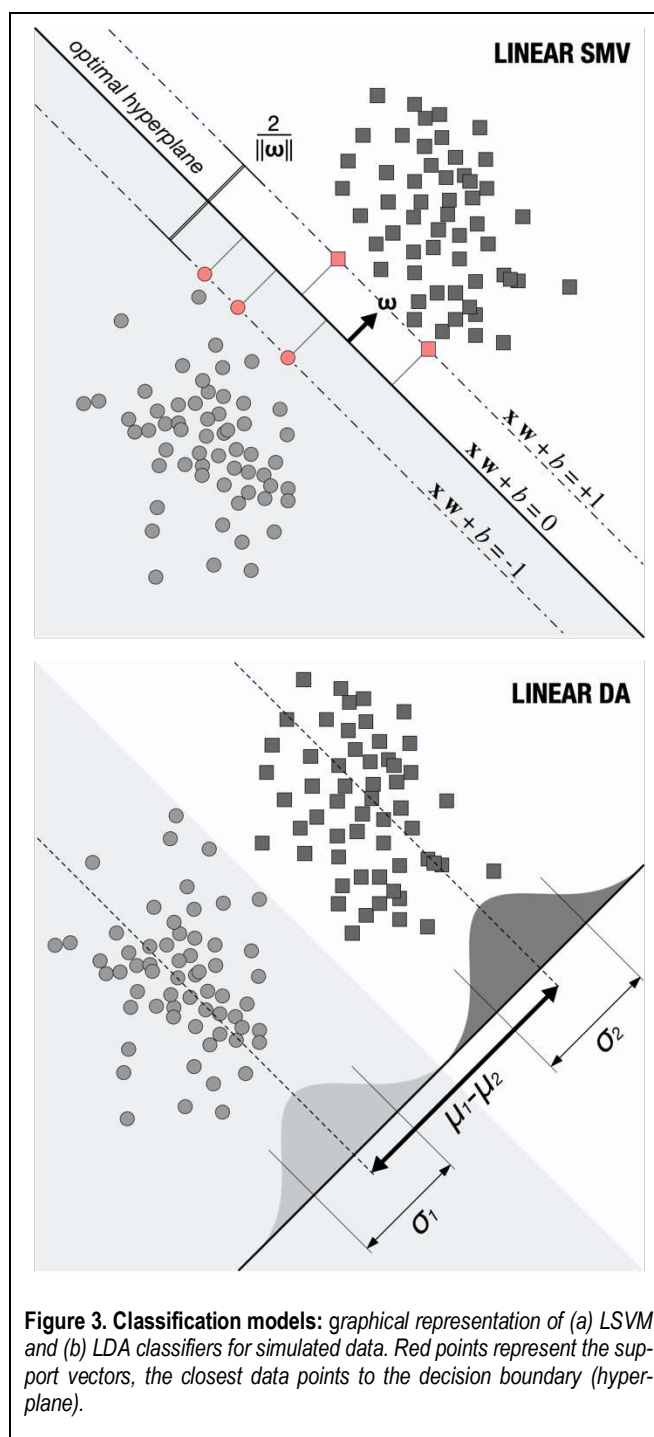 LINEAR SMV
optimal hyperplane
2
‖ω‖
ω
x w + b = +1
x w + b = 0
x w + b = -1
LINEAR DA
σ2
μ1-μ2
σ1
Figure 3. Classification models: graphical representation of (a) LSVM
and (b) LDA classifiers for simulated data. Red points represent the sup-
port vectors, the closest data points to the decision boundary (hyper-
plane).